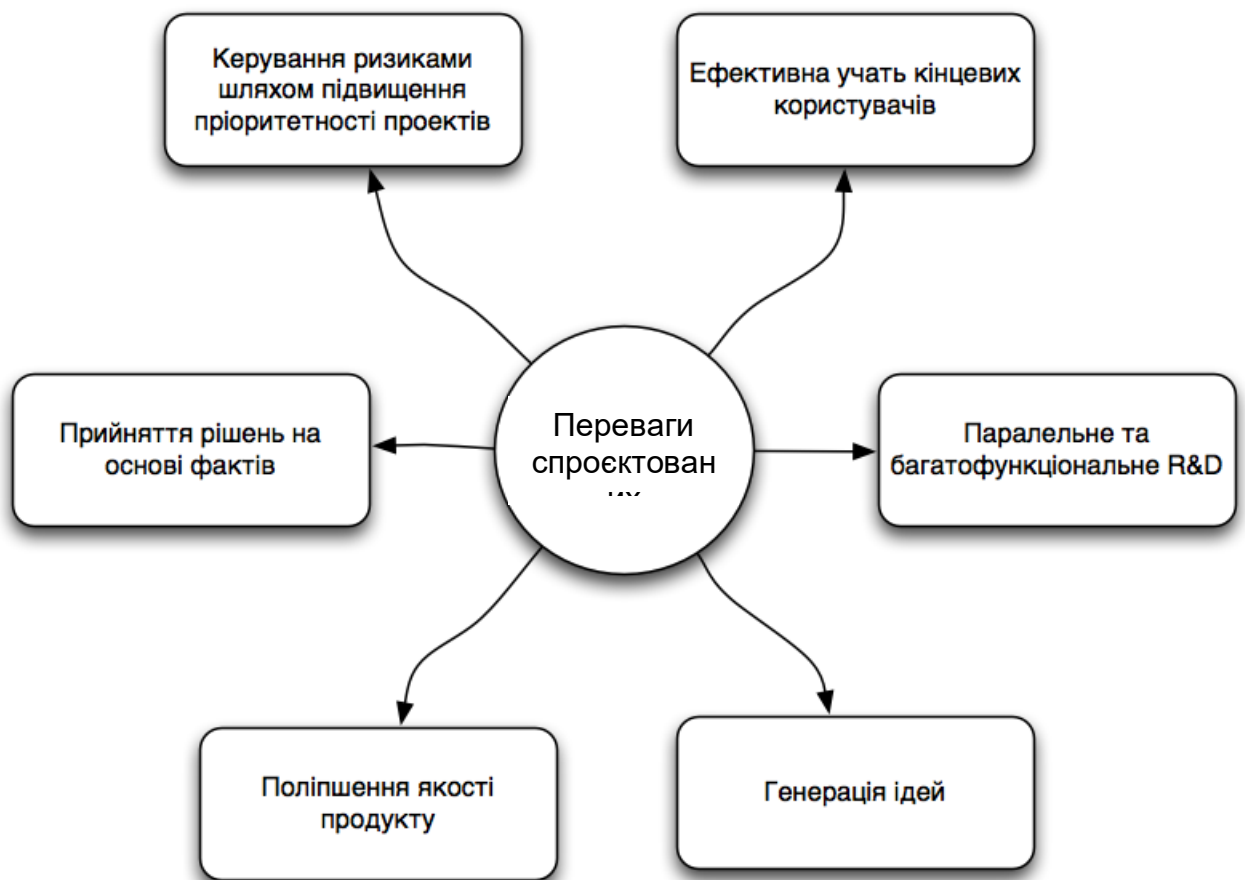 Керування ризиками
шляхом підвищення
пріоритетності проектів
Ефективна учать кінцевих
користувачів
Прийняття рішень на
основі фактів
Переваги
спроєктован
их
Паралельне та
багатофункціональне R&D
Поліпшення якості
продукту
Генерація ідей